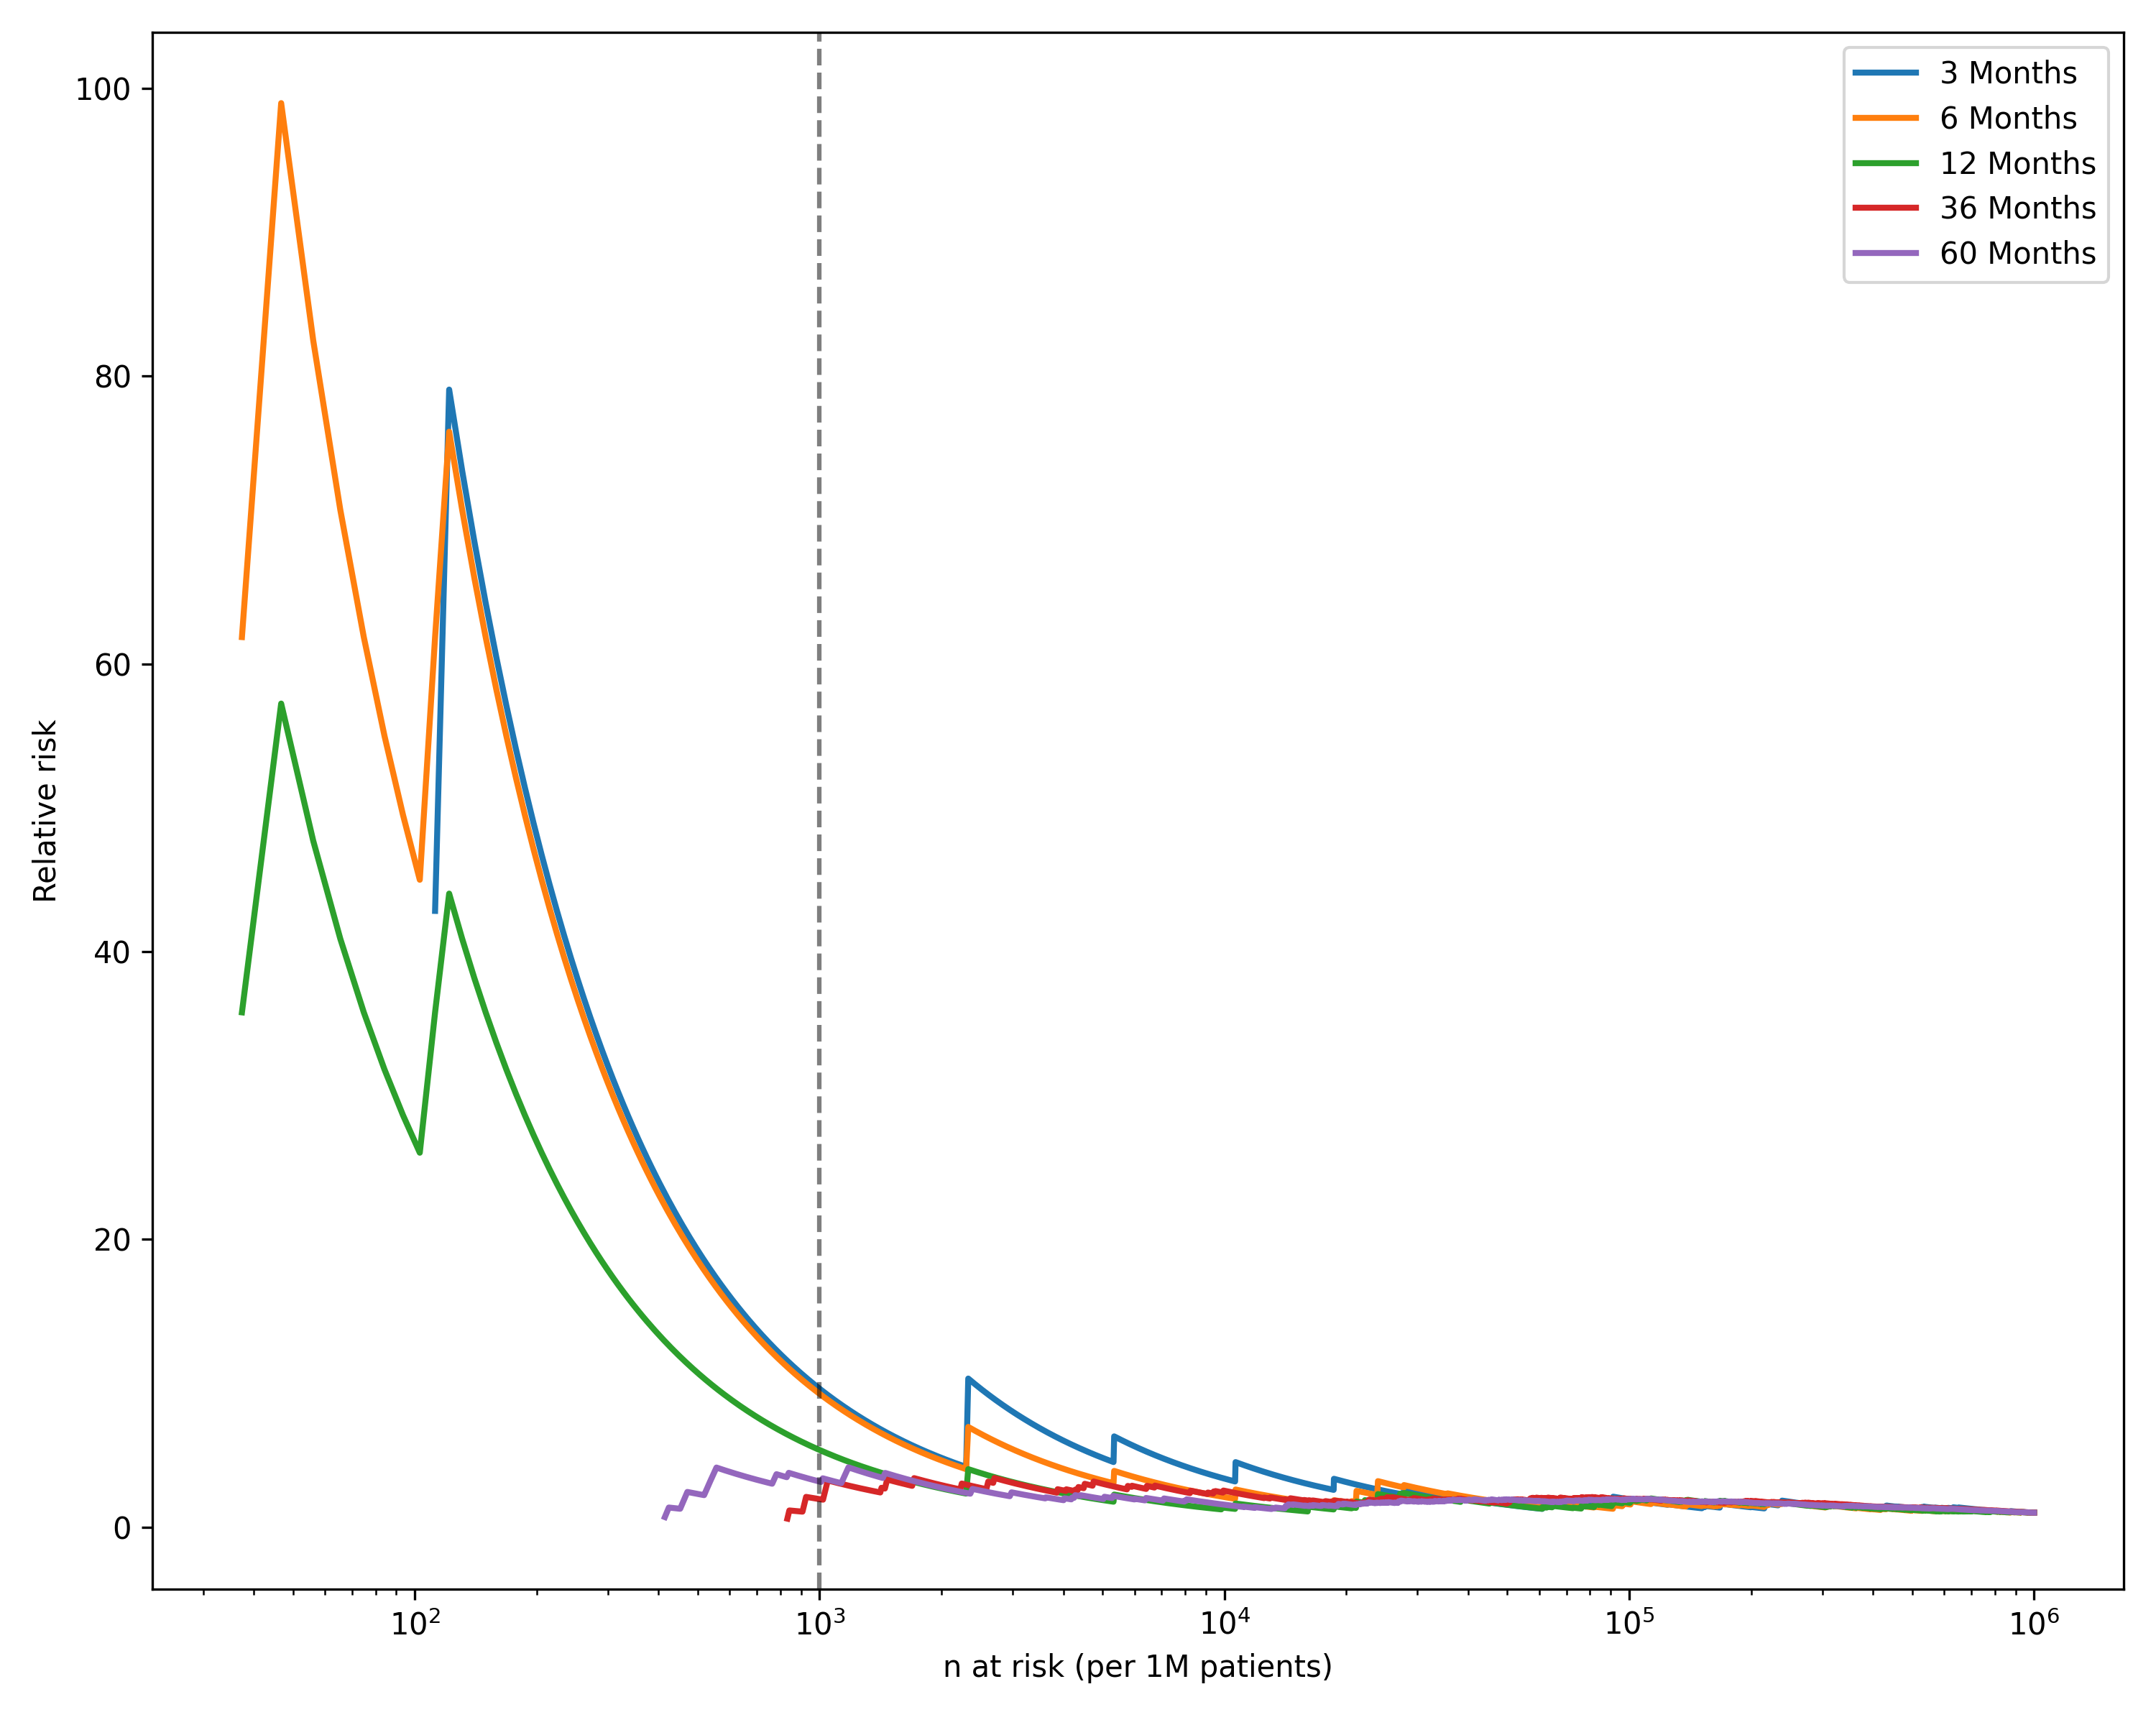 100
80
60
40
20
0
Relative risk
10²
10³
10⁴
10⁵
10⁶
n at risk (per 1M patients)
3 Months
6 Months
12 Months
36 Months
60 Months